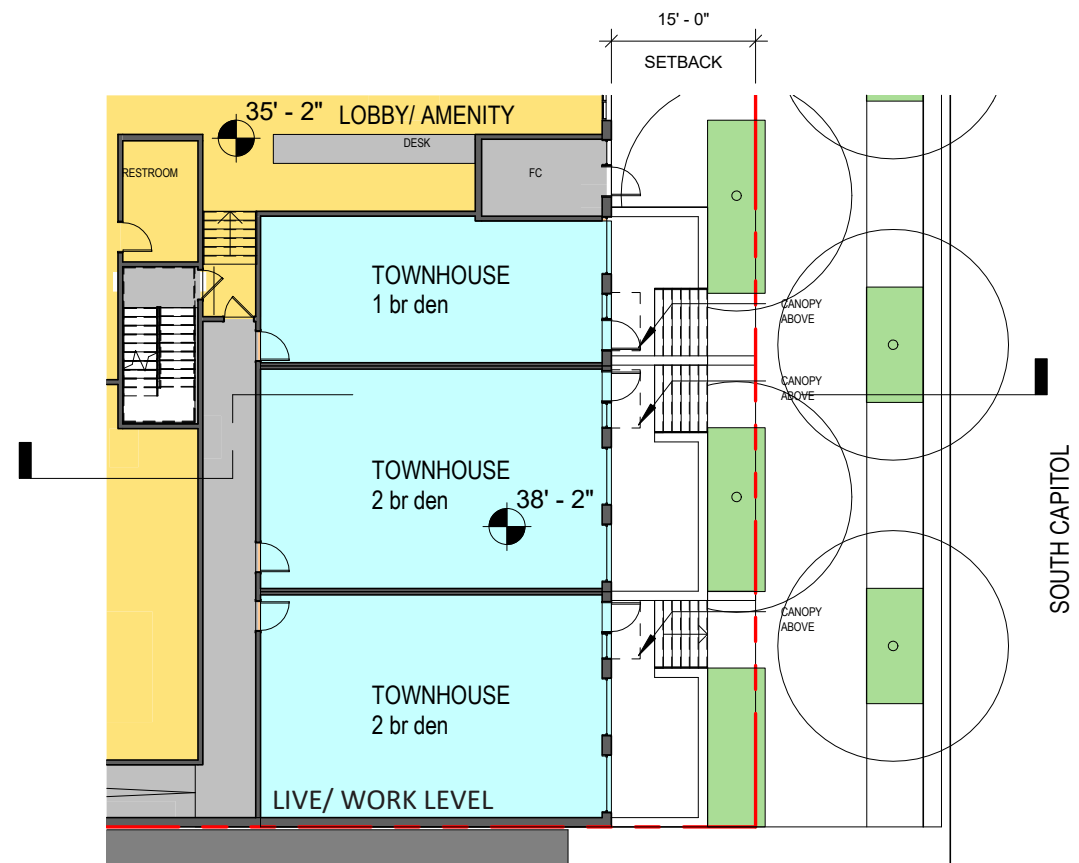 15' - 0"
SETBACK
35' - 2"
LOBBY/ AMENITY
DESK
RESTROOM
FC
TOWNHOUSE
1 br den
CANOPY
ABOVE
CANOPY
ABOVE
TOWNHOUSE
2 br den
38' - 2"
SOUTH CAPITOL
CANOPY
ABOVE
TOWNHOUSE
2 br den
LIVE/ WORK LEVEL